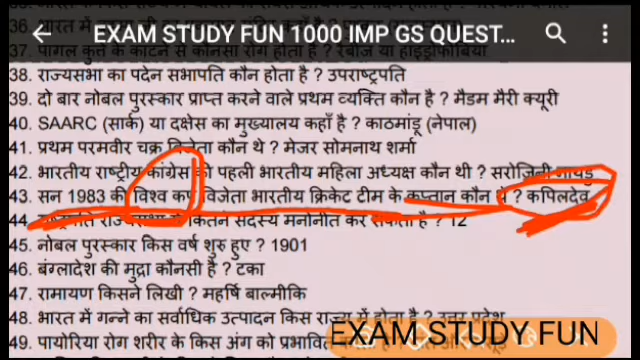 EXAM STUDY FUN 1000 IMP GS QUEST...
37. पागल कुत्ते के काटने से कौनसा रोग होता है ? रेबीज या हाइड्रोफोबिया
38. राज्यसभा का पदेन सभापति कौन होता है ? उपराष्ट्रपति
39. दो बार नोबल पुरस्कार प्राप्त करने वाले प्रथम व्यक्ति कौन है ? मैडम मैरी क्यूरी
40. SAARC (सार्क) या दक्षेस का मुख्यालय कहाँ है ? काठमांडू (नेपाल)
41. प्रथम परमवीर चक्र विजेता कौन थे ? मेजर सोमनाथ शर्मा
42. भारतीय राष्ट्रीय कांग्रेस की पहली भारतीय महिला अध्यक्ष कौन थी ? सरोजिनी नायडु
43. सन 1983 की विश्व कप विजेता भारतीय क्रिकेट टीम के कप्तान कौन थे ? कपिलदेव
44. राष्ट्रपति राज्यसभा में कितने सदस्य मनोनीत कर सकता है ? 12
45. नोबल पुरस्कार किस वर्ष शुरु हुए ? 1901
46. बंग्लादेश की मुद्रा कौनसी है ? टका
47. रामायण किसने लिखी ? महर्षि बाल्मीकि
48. भारत में गन्ने का सर्वाधिक उत्पादन किस राज्य में होता है ? उत्तर प्रदेश
49. पायोरिया रोग शरीर के किस अंग को प्रभावित
EXAM STUDY FUN